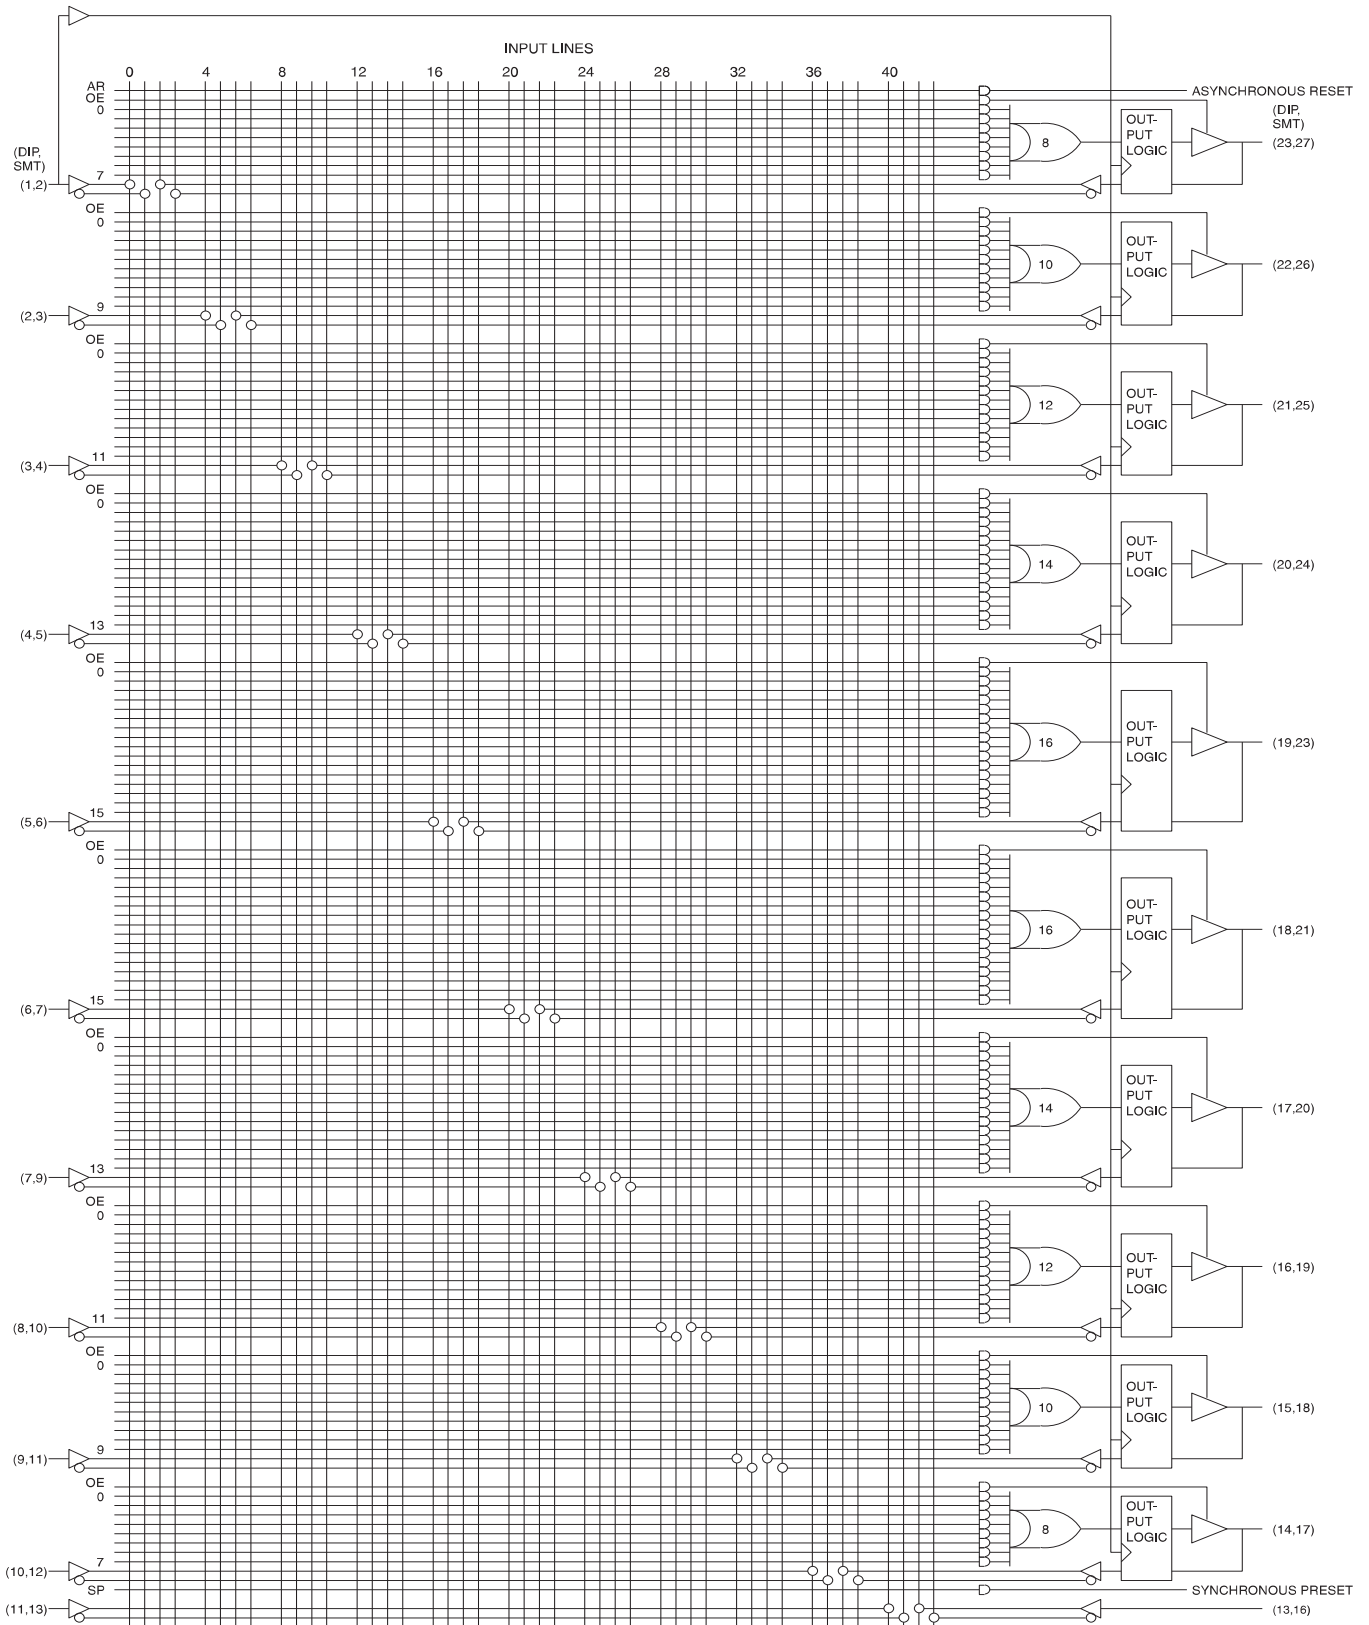 INPUT LINES
0 4 8 12 16 20 24 28 32 36 40
AR
ASYNCHRONOUS RESET
OE
0
(DIP,
SMT)
OUT-
PUT
LOGIC
8
(23,27)
(DIP,
SMT)
7
(1,2)
OE
0
OUT-
PUT
LOGIC
10
(22,26)
9
(2,3)
OE
0
OUT-
PUT
LOGIC
12
(21,25)
11
(3,4)
OE
0
OUT-
PUT
LOGIC
14
(20,24)
13
(4,5)
OE
0
OUT-
PUT
LOGIC
16
(19,23)
15
(5,6)
OE
0
OUT-
PUT
LOGIC
16
(18,21)
15
(6,7)
OE
0
OUT-
PUT
LOGIC
14
(17,20)
13
(7,9)
OE
0
OUT-
PUT
LOGIC
12
(16,19)
11
(8,10)
OE
0
OUT-
PUT
LOGIC
10
(15,18)
9
(9,11)
OE
0
OUT-
PUT
LOGIC
8
(14,17)
7
(10,12)
SP
SYNCHRONOUS PRESET
(11,13)
(13,16)